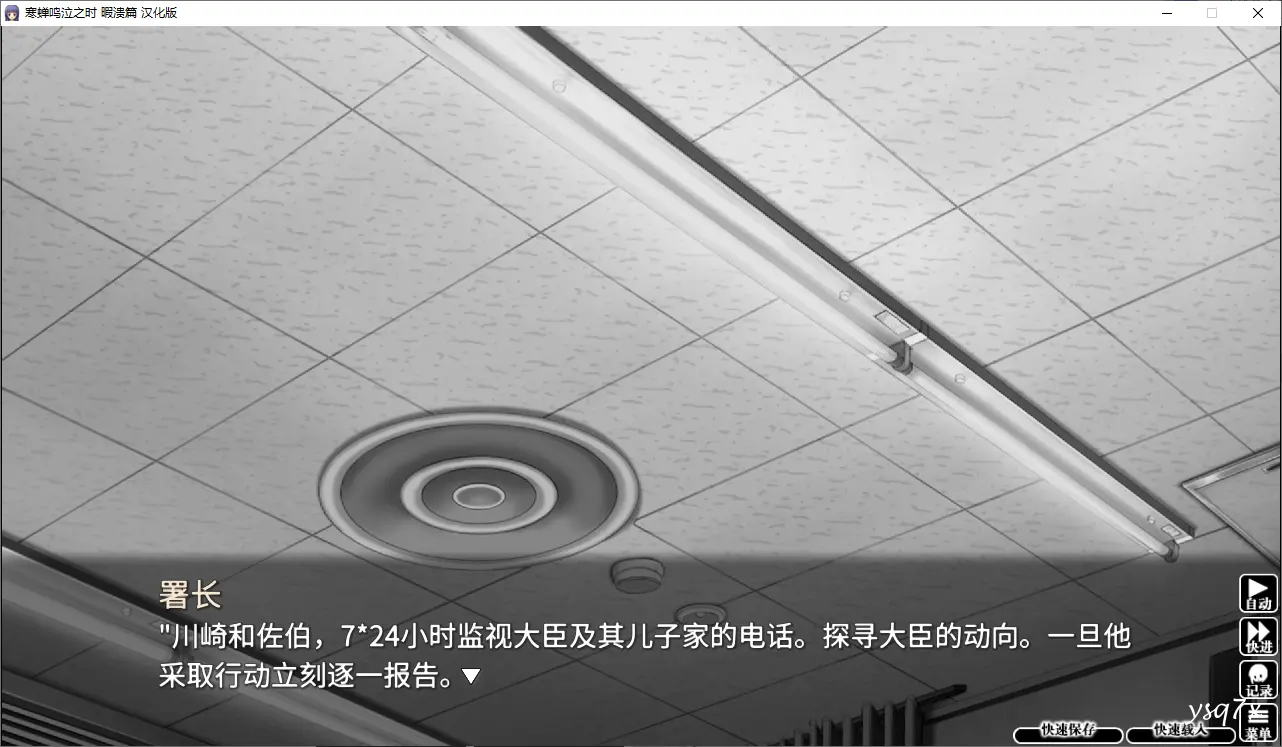 寒蝉鸣泣之时 暇溃篇 汉化版
署长
"川崎和佐伯，7*24小时监视大臣及其儿子家的电话。探寻大臣的动向。一旦他
采取行动立刻逐一报告。
自动
快进
记录
菜单
快速保存
快速载入